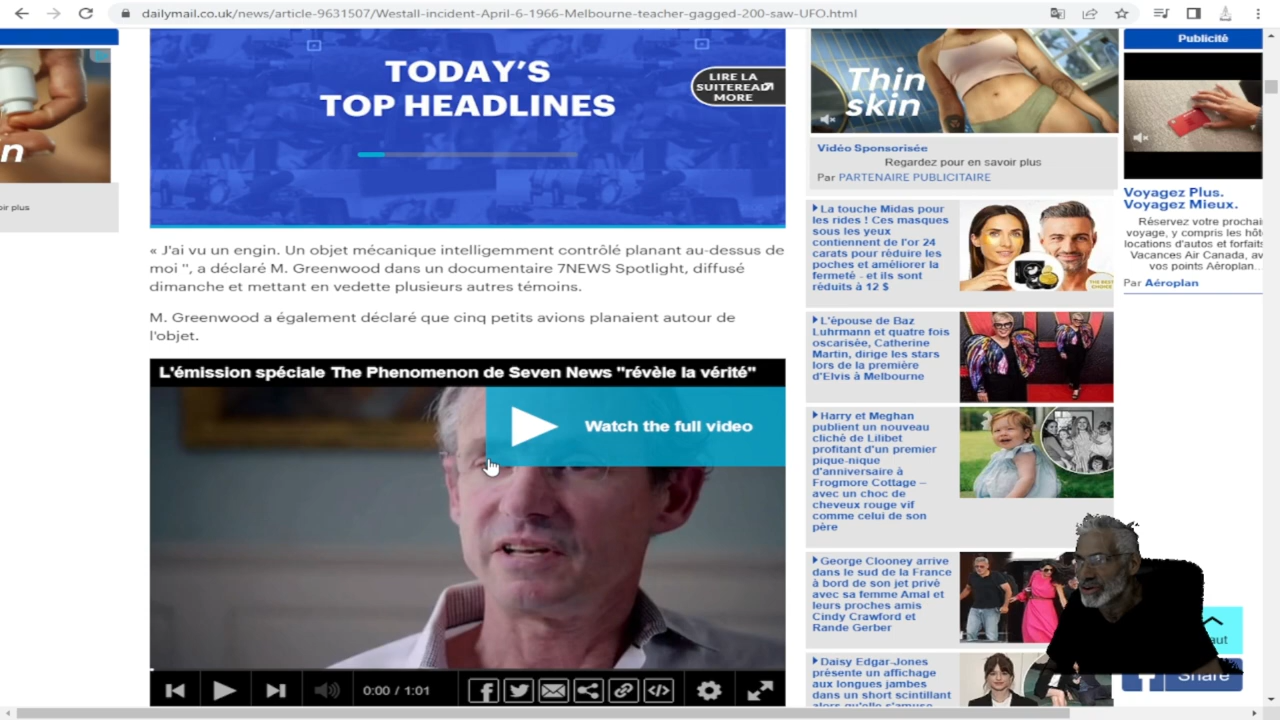 dailymail.co.uk/news/article-9631507/Westall-incident-April-6-1966-Melbourne-teacher-gagged-200-saw-UFO.html
n
oir plus
TODAY'S
TOP HEADLINES
LIRE LA
SUITEREAD
MORE
« J'ai vu un engin. Un objet mécanique intelligemment contrôlé planant au-dessus de
moi ", a déclaré M. Greenwood dans un documentaire 7NEWS Spotlight, diffusé
dimanche et mettant en vedette plusieurs autres témoins.
M. Greenwood a également déclaré que cinq petits avions planaient autour de
l'objet.
L'émission spéciale The Phenomenon de Seven News "révèle la vérité"
Watch the full video
0:00 / 1:01
Thin
skin
Vidéo Sponsorisée
Regardez pour en savoir plus
Par PARTENAIRE PUBLICITAIRE
La touche Midas pour
les rides ! Ces masques
sous les yeux
contiennent de l'or 24
carats pour réduire les
poches et améliorer la
fermeté - et ils sont
réduits à 12 $
THE BEST
L'épouse de Baz
Luhrmann et quatre fois
oscarisée, Catherine
Martin, dirige les stars
lors de la première
d'Elvis à Melbourne
Harry et Meghan
publient un nouveau
cliché de Lilibet
profitant d'un premier
pique-nique
d'anniversaire à
Frogmore Cottage –
avec un choc de
cheveux rouge vif
comme celui de son
père
George Clooney arrive
dans le sud de la France
à bord de son jet privé
avec sa femme Amal et
leurs proches amis
Cindy Crawford et
Rande Gerber
Daisy Edgar-Jones
présente un affichage
aux longues jambes
dans un short scintillant
alors qu'elle s'amuse
Publicité
Voyagez Plus.
Voyagez Mieux.
Réservez votre prochai
voyage, y compris les hôt
locations d'autos et forfaits
Vacances Air Canada, av
vos points Aéroplan...
Par Aéroplan
aut
Share